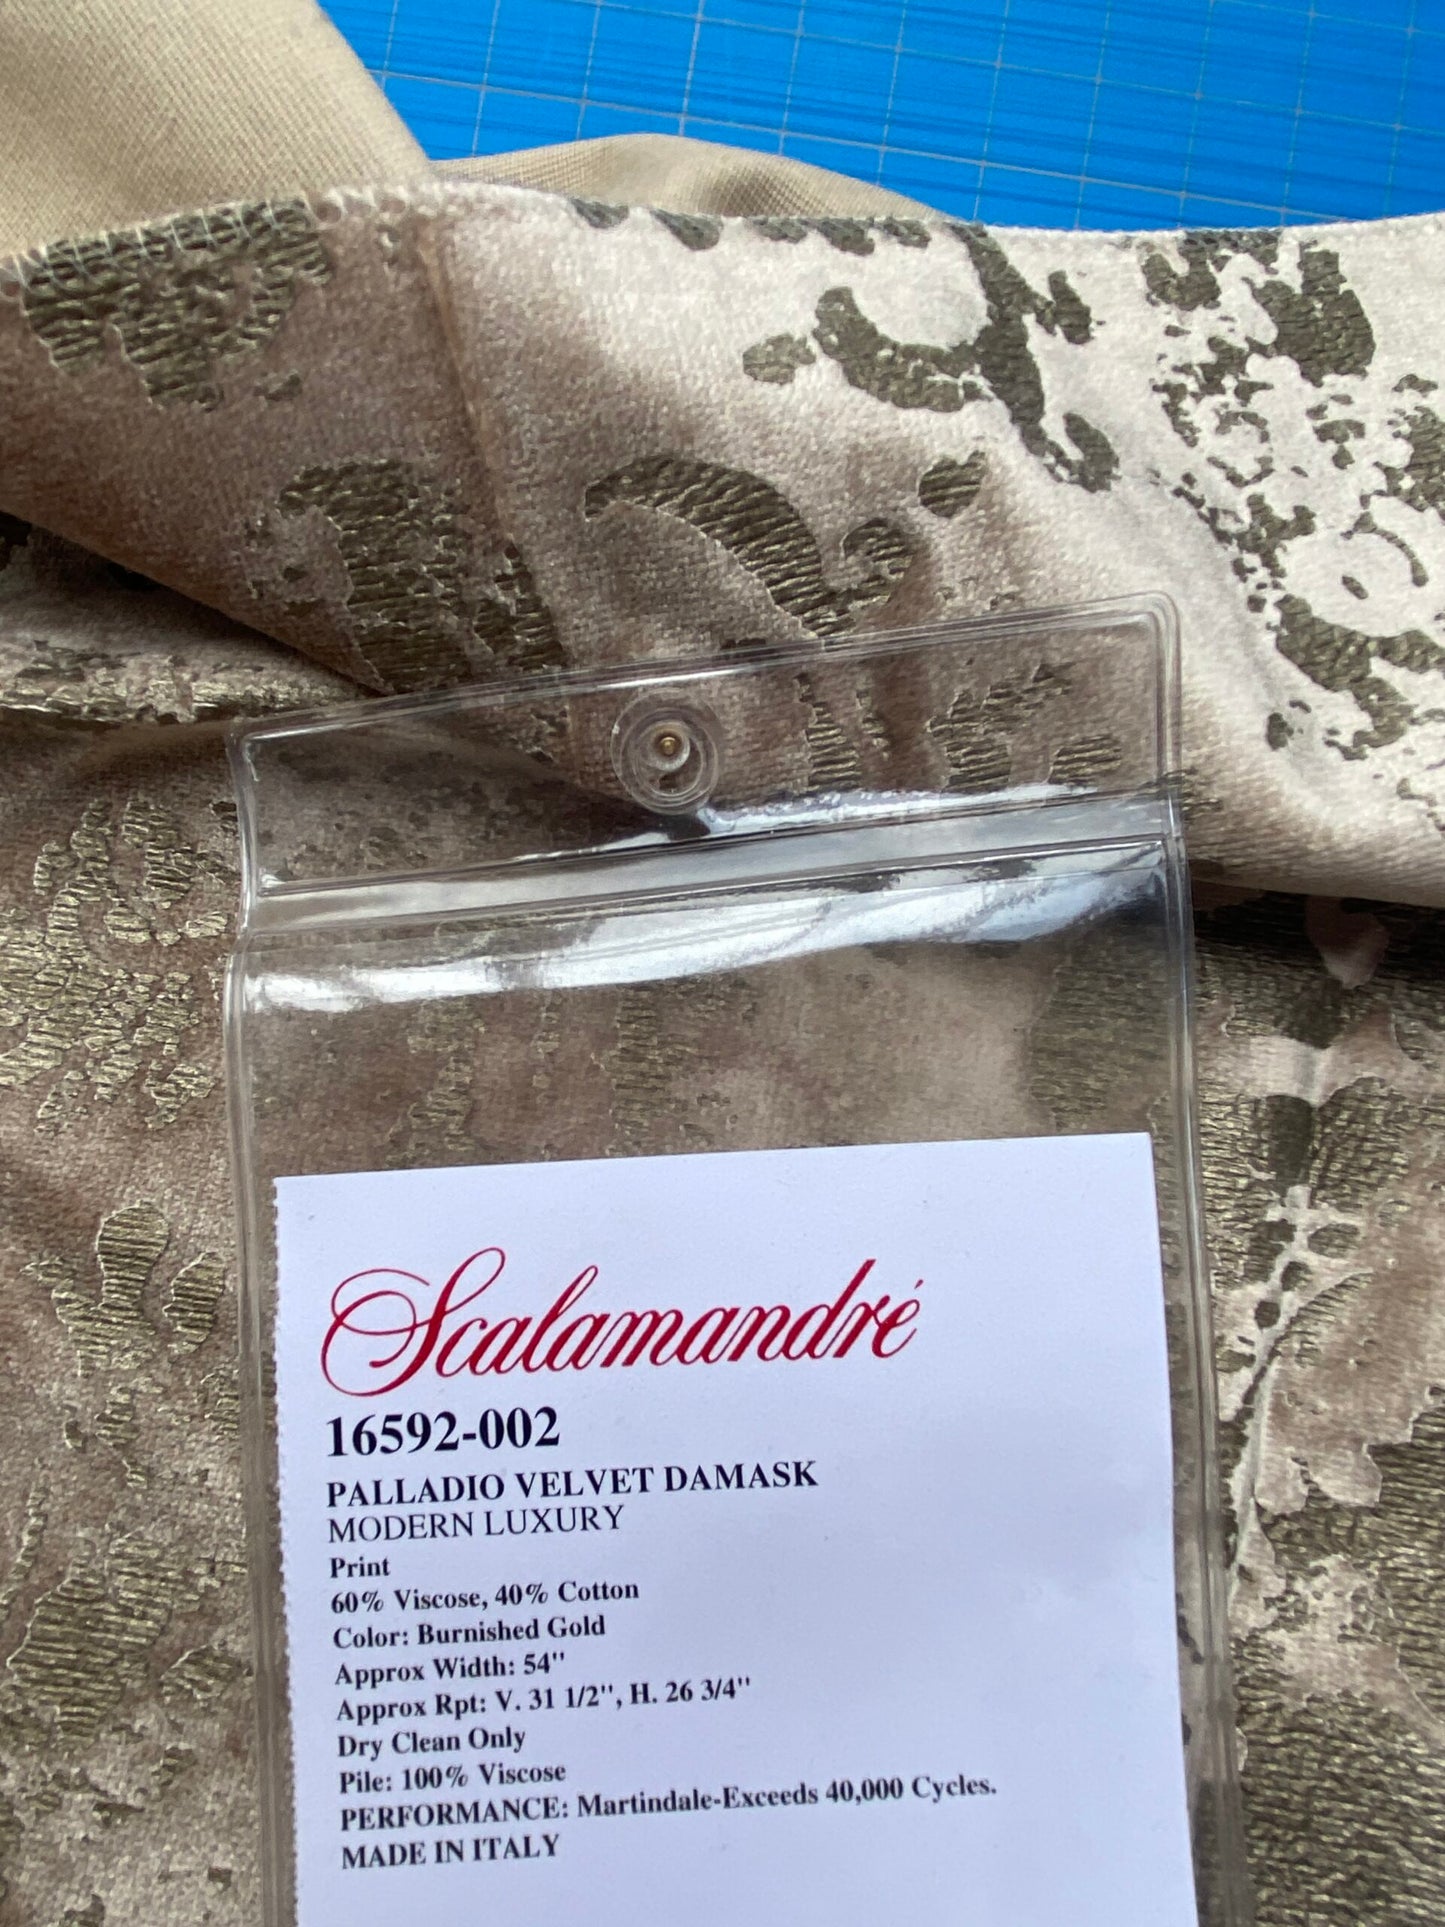 Scalamandré
16592-002
PALLADIO VELVET DAMASK
MODERN LUXURY
Print
60% Viscose, 40% Cotton
Color: Burnished Gold
Approx Width: 54"
Approx Rpt: V. 31 1/2", H. 26 3/4"
Dry Clean Only
Pile: 100% Viscose
PERFORMANCE: Martindale-Exceeds 40,000 Cycles.
MADE IN ITALY